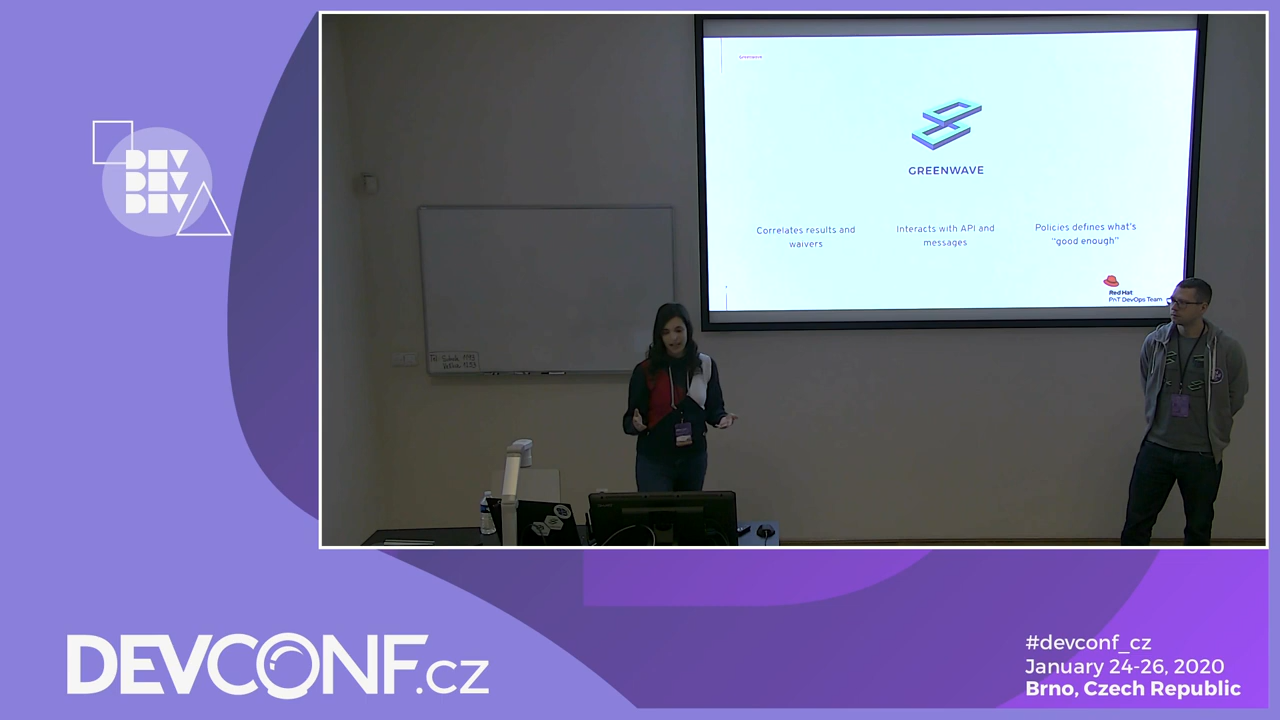 DEV
DEV
DEV
Greenwave
GREENWAVE
Correlates results and
waivers
Interacts with API and
messages
Policies defines what's
"good enough"
Red Hat
PnT DevOps Team
DEVCONF.cz
#devconf_cz
January 24-26, 2020
Brno, Czech Republic